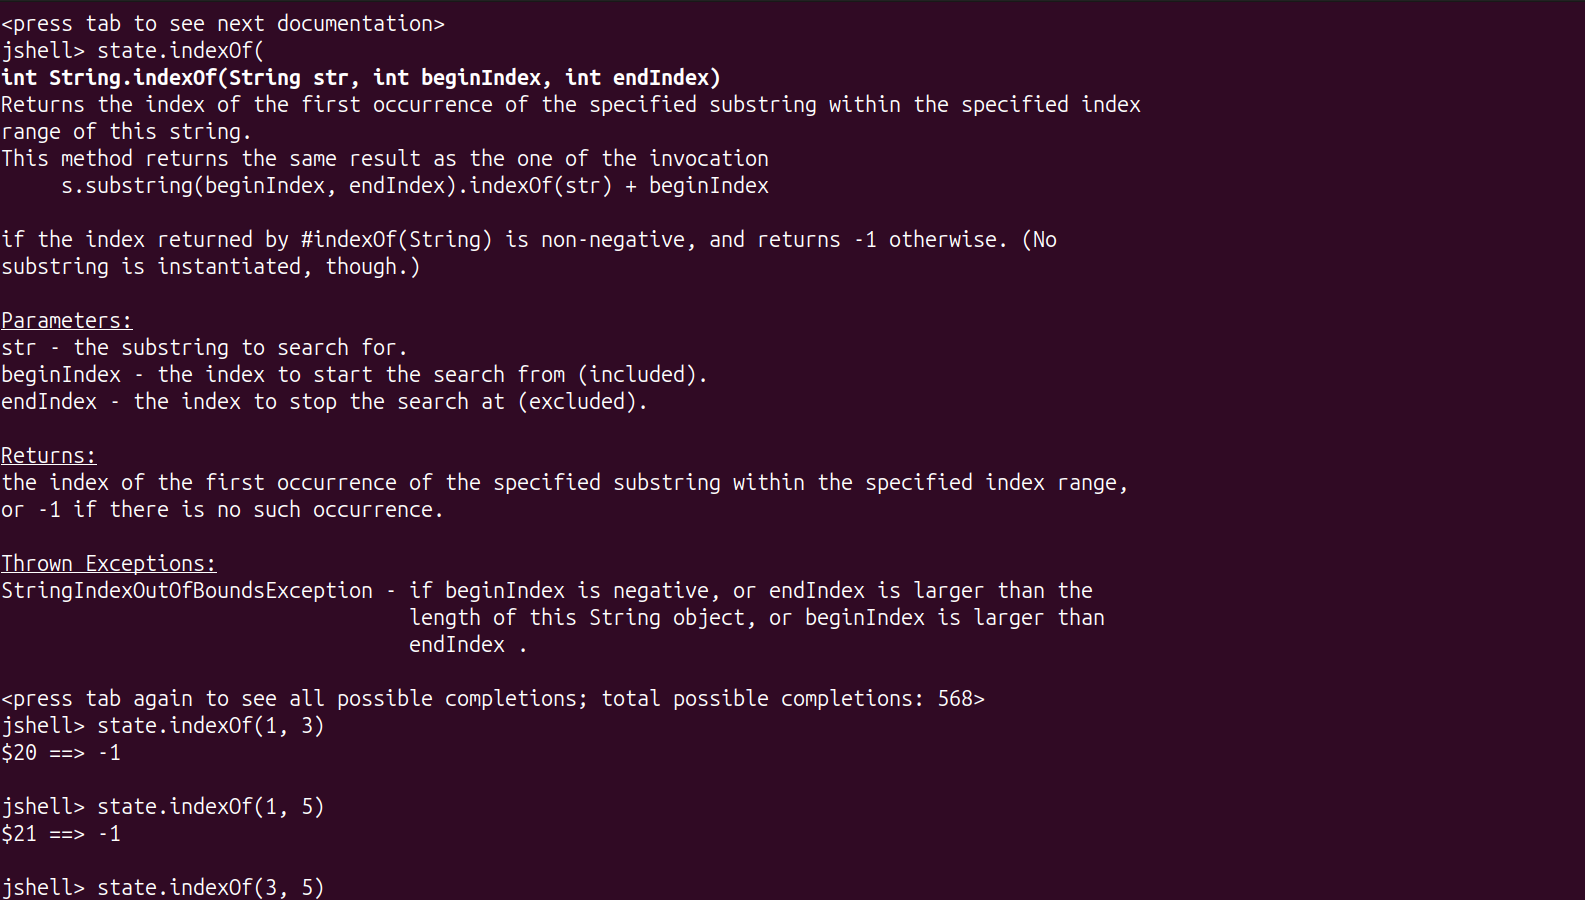 <press tab to see next documentation>
jshell> state.indexOf(
int String.indexOf(String str, int beginIndex, int endIndex)
Returns the index of the first occurrence of the specified substring within the specified index
range of this string.
This method returns the same result as the one of the invocation
     s.substring(beginIndex, endIndex).indexOf(str) + beginIndex

if the index returned by #indexOf(String) is non-negative, and returns -1 otherwise. (No
substring is instantiated, though.)

Parameters:
str - the substring to search for.
beginIndex - the index to start the search from (included).
endIndex - the index to stop the search at (excluded).

Returns:
the index of the first occurrence of the specified substring within the specified index range,
or -1 if there is no such occurrence.

Thrown Exceptions:
StringIndexOutOfBoundsException - if beginIndex is negative, or endIndex is larger than the
                                  length of this String object, or beginIndex is larger than
                                  endIndex .

<press tab again to see all possible completions; total possible completions: 568>
jshell> state.indexOf(1, 3)
$20 ==> -1

jshell> state.indexOf(1, 5)
$21 ==> -1

jshell> state.indexOf(3, 5)